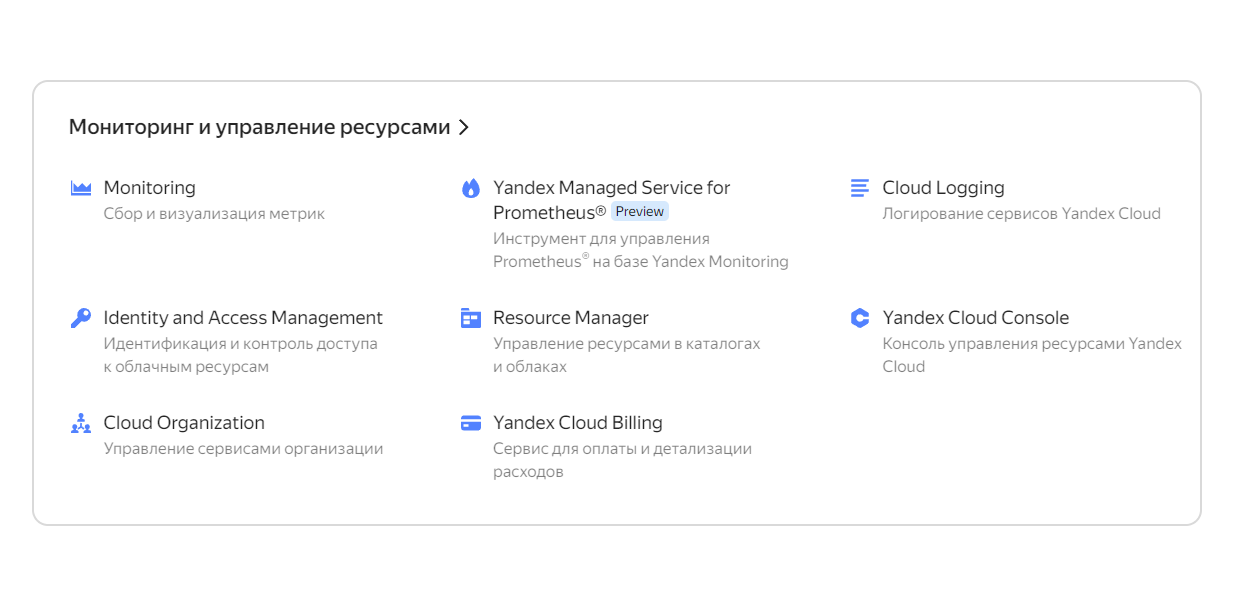 Мониторинг и управление ресурсами
Monitoring
Сбор и визуализация метрик
Yandex Managed Service for
Prometheus® Preview
Инструмент для управления
Prometheus® на базе Yandex Monitoring
Cloud Logging
Логирование сервисов Yandex Cloud
Identity and Access Management
Идентификация и контроль доступа
к облачным ресурсам
Resource Manager
Управление ресурсами в каталогах
и облаках
Yandex Cloud Console
Консоль управления ресурсами Yandex
Cloud
Cloud Organization
Управление сервисами организации
Yandex Cloud Billing
Сервис для оплаты и детализации
расходов